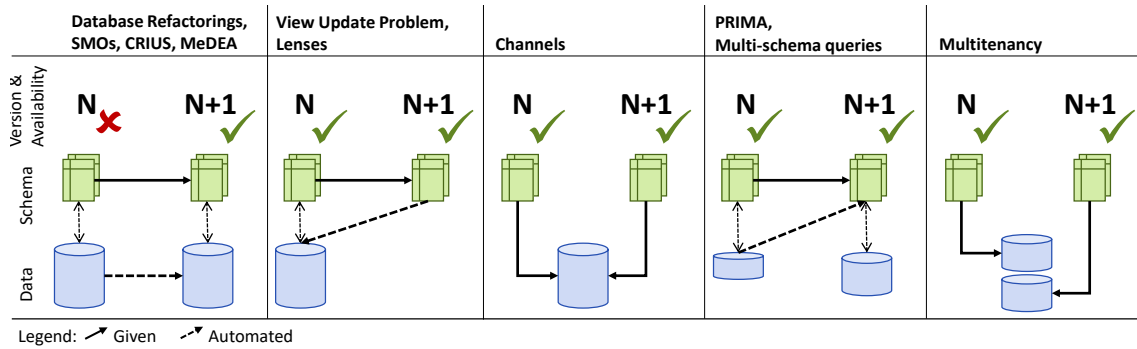 Database Refactorings,
SMOs, CRIUS, MeDEA
View Update Problem,
Lenses
Channels
PRIMA,
Multi-schema queries
Multitenancy
Version &
Availability
N
N+1
N
N+1
N
N+1
N
N+1
N
N+1
Schema
Data
Legend:
Given
Automated